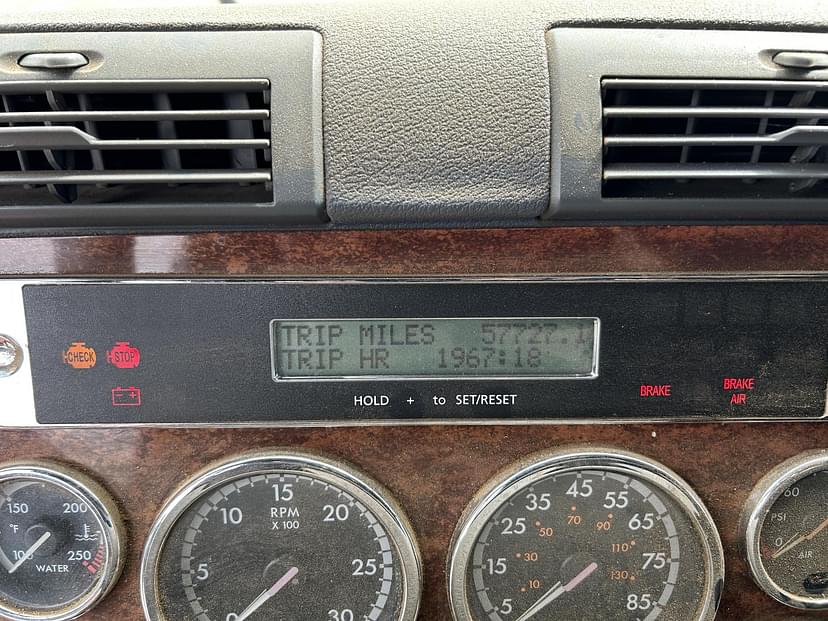 TRIP MILES 57727.1
TRIP HR 1967:18
CHECK
STOP
- +
HOLD + to SET/RESET
BRAKE
BRAKE
AIR
150
200
°F
100
250
WATER
0
5
10
15
20
25
30
RPM
X 100
5
15
25
35
45
55
65
75
85
10
30
50
70
90
110
130
60
PSI
0
AIR